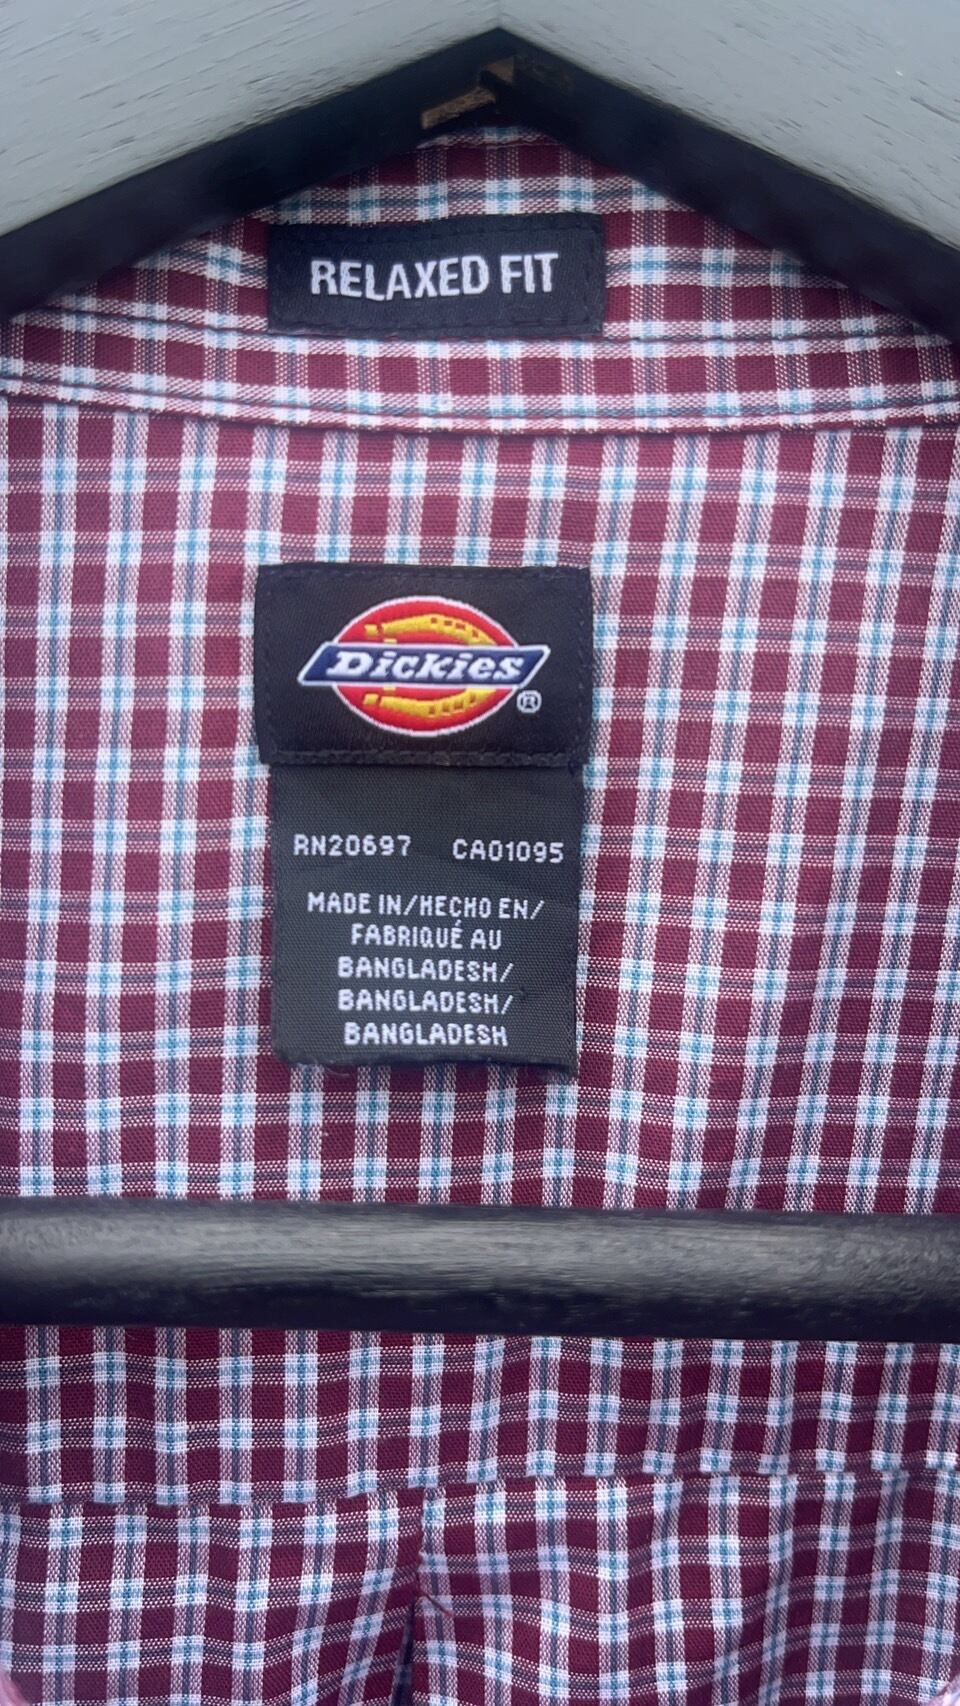 RELAXED FIT
Dickies®
RN20697 CA01095
MADE IN/HECHO EN/
FABRIQUÉ AU
BANGLADESH/
BANGLADESH/
BANGLADESH